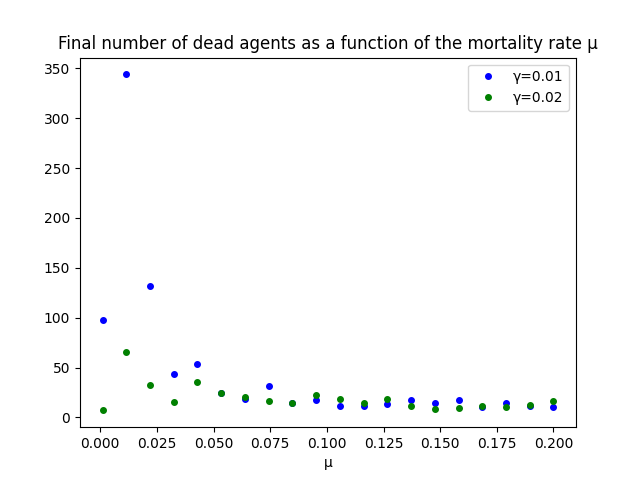 Final number of dead agents as a function of the mortality rate μ
350
300
250
200
150
100
50
0
γ=0.01
γ=0.02
0.000 0.025 0.050 0.075 0.100 0.125 0.150 0.175 0.200
μ